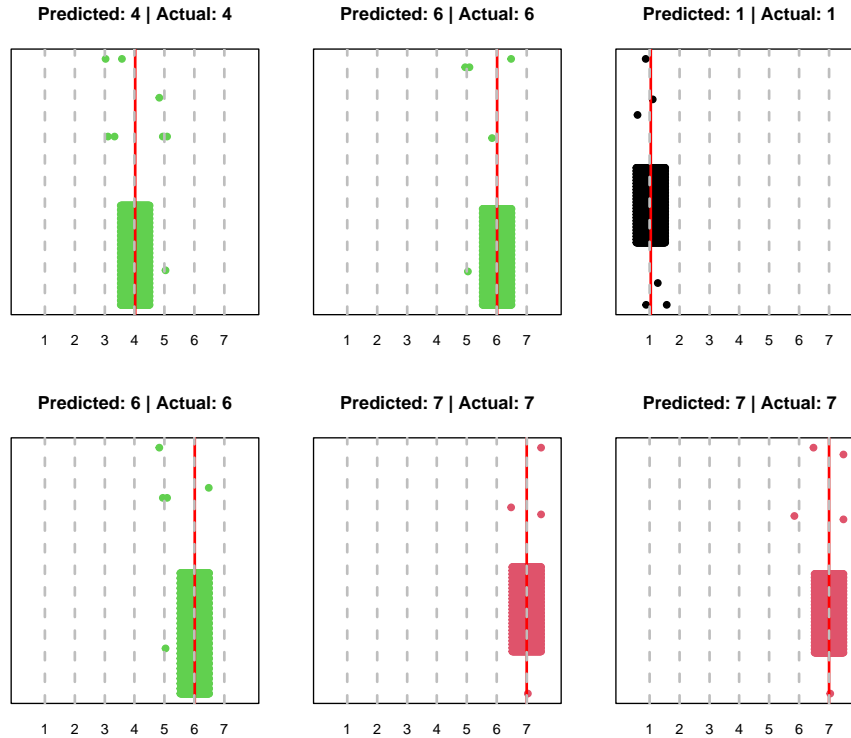 Predicted: 4 | Actual: 4
Predicted: 6 | Actual: 6
Predicted: 1 | Actual: 1
1 2 3 4 5 6 7
1 2 3 4 5 6 7
1 2 3 4 5 6 7
Predicted: 6 | Actual: 6
Predicted: 7 | Actual: 7
Predicted: 7 | Actual: 7
1 2 3 4 5 6 7
1 2 3 4 5 6 7
1 2 3 4 5 6 7